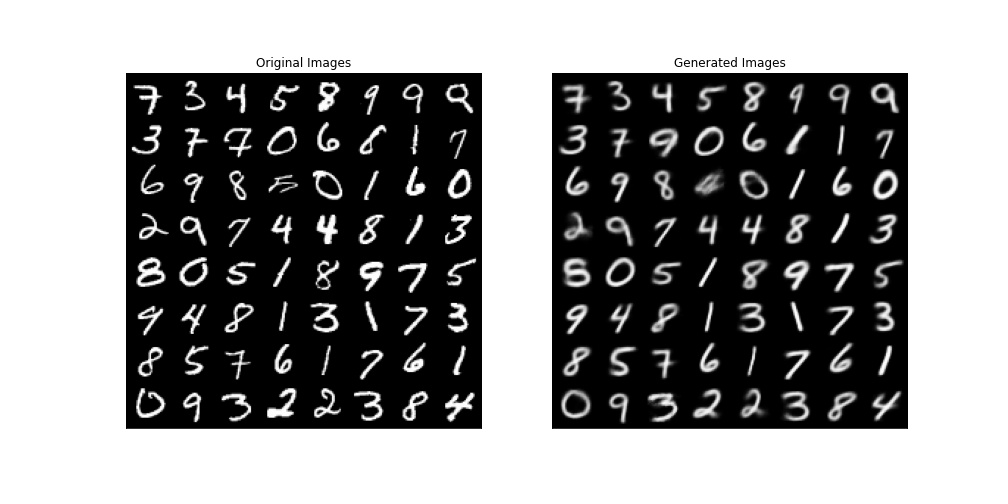 Original Images
7 3 4 5 8 9 9 9
3 7 7 0 6 8 1 7
6 9 8 5 0 1 6 0
2 9 7 4 4 8 1 3
8 0 5 1 8 9 7 5
9 4 8 1 3 1 7 3
8 5 7 6 1 7 6 1
0 9 3 2 2 3 8 4
Generated Images
7 3 4 5 8 9 9 9
3 7 9 0 6 1 7
6 9 8 0 1 6 0
2 9 7 4 4 8 1 3
8 0 5 1 8 9 7 5
9 4 8 1 3 1 7 3
8 5 7 6 1 7 6 1
0 9 3 2 2 3 8 4